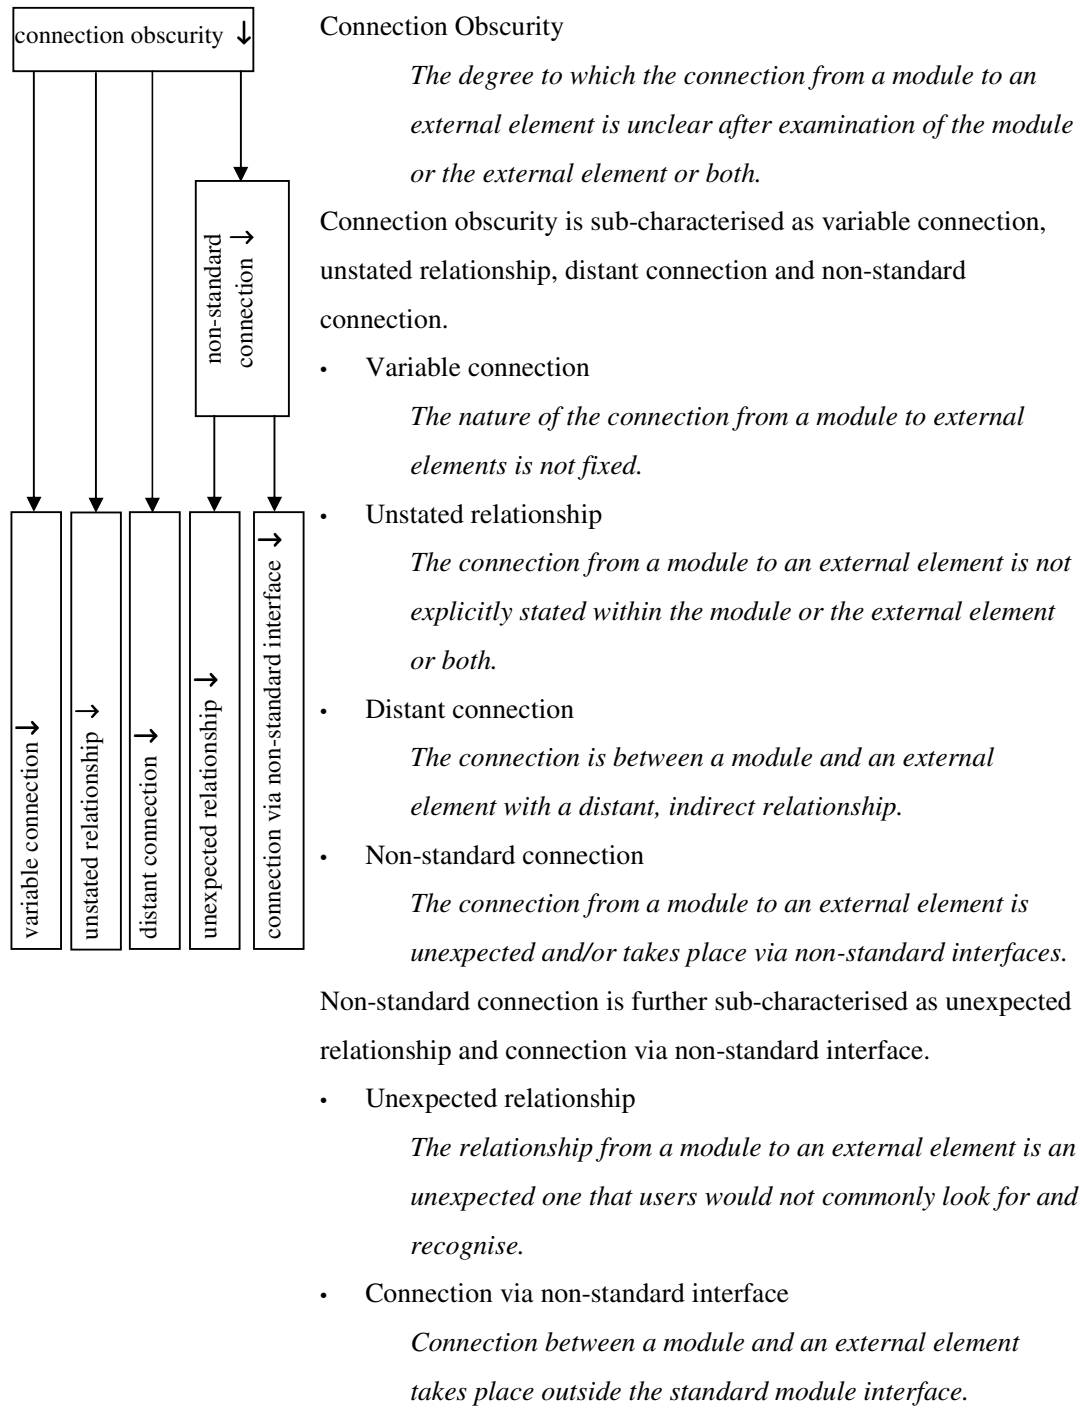 connection obscurity ↓
non-standard
connection →
variable connection →
unstated relationship →
distant connection →
unexpected relationship →
connection via non-standard interface →
Connection Obscurity
The degree to which the connection from a module to an
external element is unclear after examination of the module
or the external element or both.
Connection obscurity is sub-characterised as variable connection,
unstated relationship, distant connection and non-standard
connection.
• Variable connection
The nature of the connection from a module to external
elements is not fixed.
• Unstated relationship
The connection from a module to an external element is not
explicitly stated within the module or the external element
or both.
• Distant connection
The connection is between a module and an external
element with a distant, indirect relationship.
• Non-standard connection
The connection from a module to an external element is
unexpected and/or takes place via non-standard interfaces.
Non-standard connection is further sub-characterised as unexpected
relationship and connection via non-standard interface.
• Unexpected relationship
The relationship from a module to an external element is an
unexpected one that users would not commonly look for and
recognise.
• Connection via non-standard interface
Connection between a module and an external element
takes place outside the standard module interface.